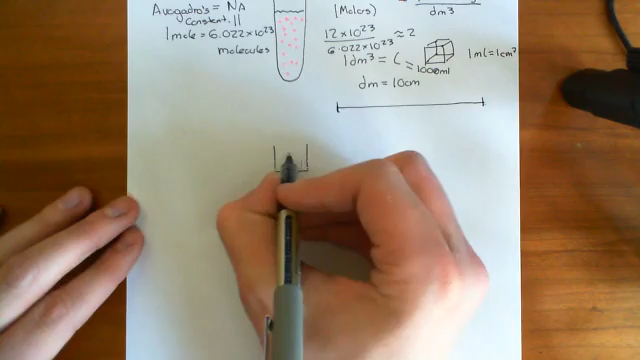 Avogadro's = NA
Constant. ||
1 mole = 6.022 x 10²³
molecules
(Molars)
dm³
12 x 10²³
6.022 x 10²³ ≈ 2
1dm³ = L = 1000ml
1ml = 1cm³
dm = 10cm